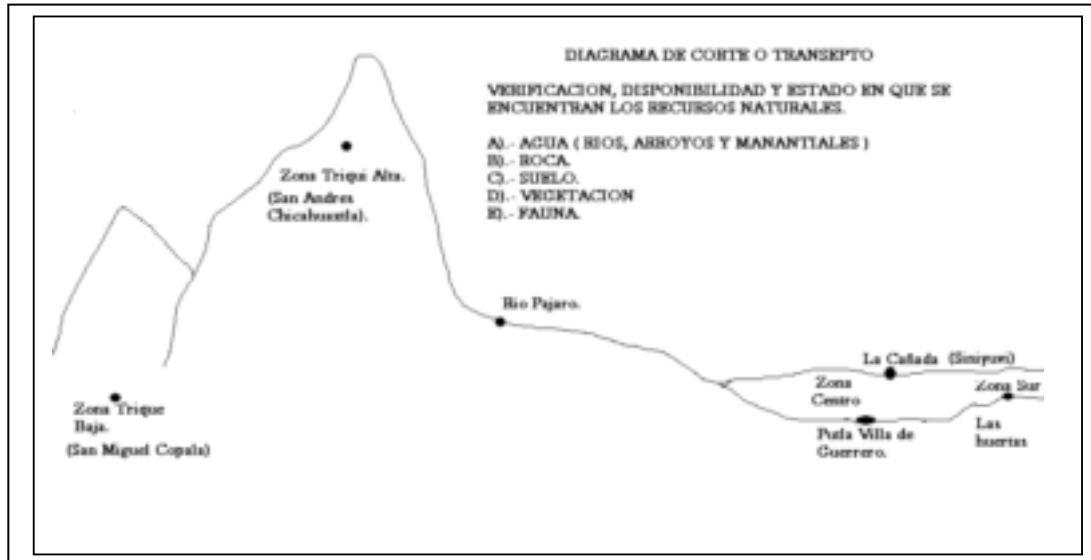 DIAGRAMA DE CORTE O TRANSEPTO
VERIFICACION, DISPONIBILIDAD Y ESTADO EN QUE SE
ENCUENTRAN LOS RECURSOS NATURALES.
A).- AGUA ( RIOS, ARROYOS Y MANANTIALES )
B).- ROCA.
C).- SUELO.
D).- VEGETACION
E).- FAUNA.
Zona Triqui Alta.
(San Andres
Chicahuaxtla).
Rio Pajaro.
La Cañada (Siniyuvi)
Zona
Centro
Zona Sur
Las
huertas
Putla Villa de
Guerrero.
Zona Trique
Baja.
(San Miguel Copala)